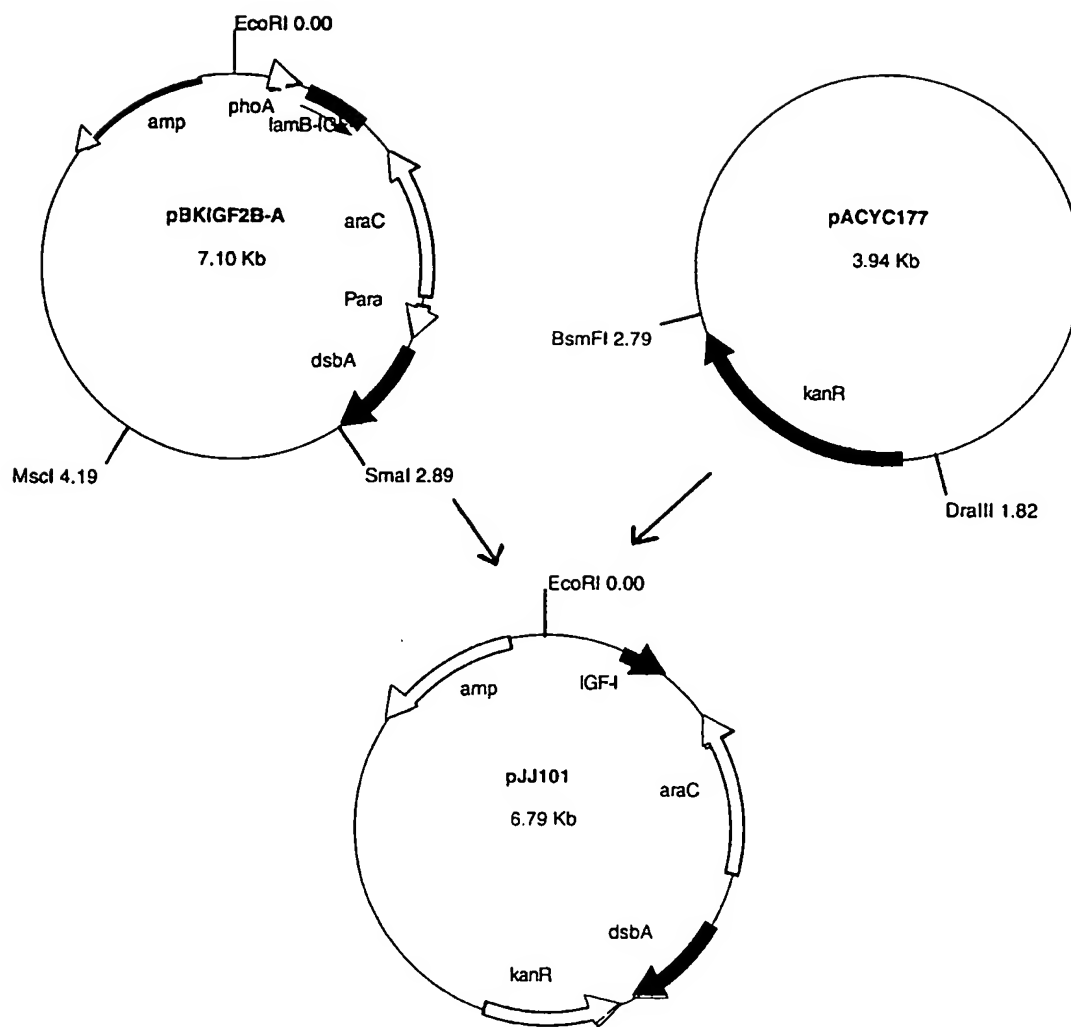 EcoRI 0.00
phoA
lamB-IGF-
amp
pBKIGF2B-A
7.10 Kb
araC
Para
dsbA
MscI 4.19
SmaI 2.89
pACYC177
3.94 Kb
BsmFI 2.79
kanR
DraIII 1.82
EcoRI 0.00
amp
IGF-I
pJJ101
6.79 Kb
araC
dsbA
kanR